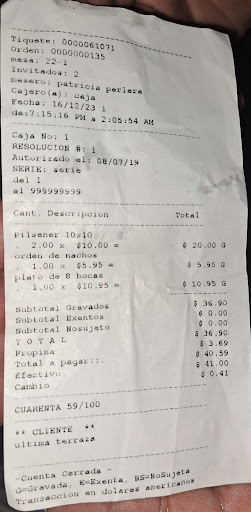 Tiquete: 0000061071
Orden: 0000000135
mesa: 22-1
Invitados: 2
mesero: patricia perlera
Cajero(a): caja
Fecha: 16/12/23 1
de:7:15:16 PM a 2:05:54 AM
Caja No: 1
RESOLUCION #: 1
Autorizado el: 08/07/19
SERIE: serie
del 1
al 999999999
Cant. Descripcion Total
Pilsener 10x10
. 2.00 x $10.00 = $ 20.00 G
orden de nachos
. 1.00 x $5.95 = $ 5.95 G
plato de 8 bocas
. 1.00 x $10.95 = $ 10.95 G
Subtotal Gravados $ 36.90
Subtotal Exentos $ 0.00
Subtotal Nosujeto $ 0.00
T O T A L $ 36.90
Propina $ 3.69
Total a pagar::. $ 40.59
Efectivo $ 41.00
Cambio $ 0.41
CUARENTA 59/100
** CLIENTE **
ultima terraza
-Cuenta Cerrada -
G=Gravada, E=Exenta, NS=NoSujeta
Transaccion en dolares americanos